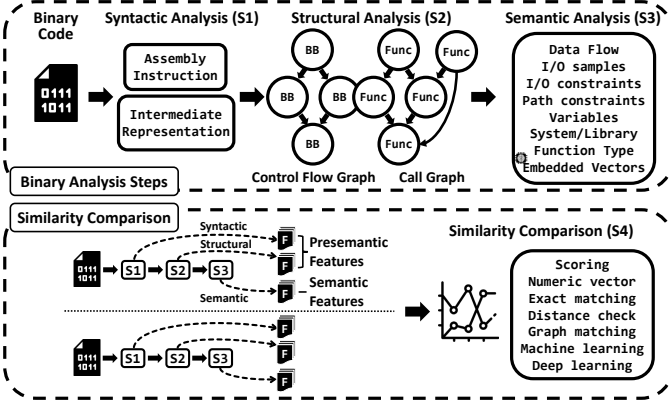 Binary
Code
0111
1011
Syntactic Analysis (S1)
Assembly
Instruction
Intermediate
Representation
Structural Analysis (S2)
BB
BB
BB
BB
Control Flow Graph
Func
Func
Func
Func
Func
Call Graph
Semantic Analysis (S3)
Data Flow
I/O samples
I/O constraints
Path constraints
Variables
System/Library
Function Type
Embedded Vectors
Binary Analysis Steps
Similarity Comparison
0111
1011
S1
S2
S3
Syntactic
Structural
Semantic
F
F
F
Presemantic
Features
Semantic
Features
0111
1011
S1
S2
S3
F
F
F
Similarity Comparison (S4)
Scoring
Numeric vector
Exact matching
Distance check
Graph matching
Machine learning
Deep learning